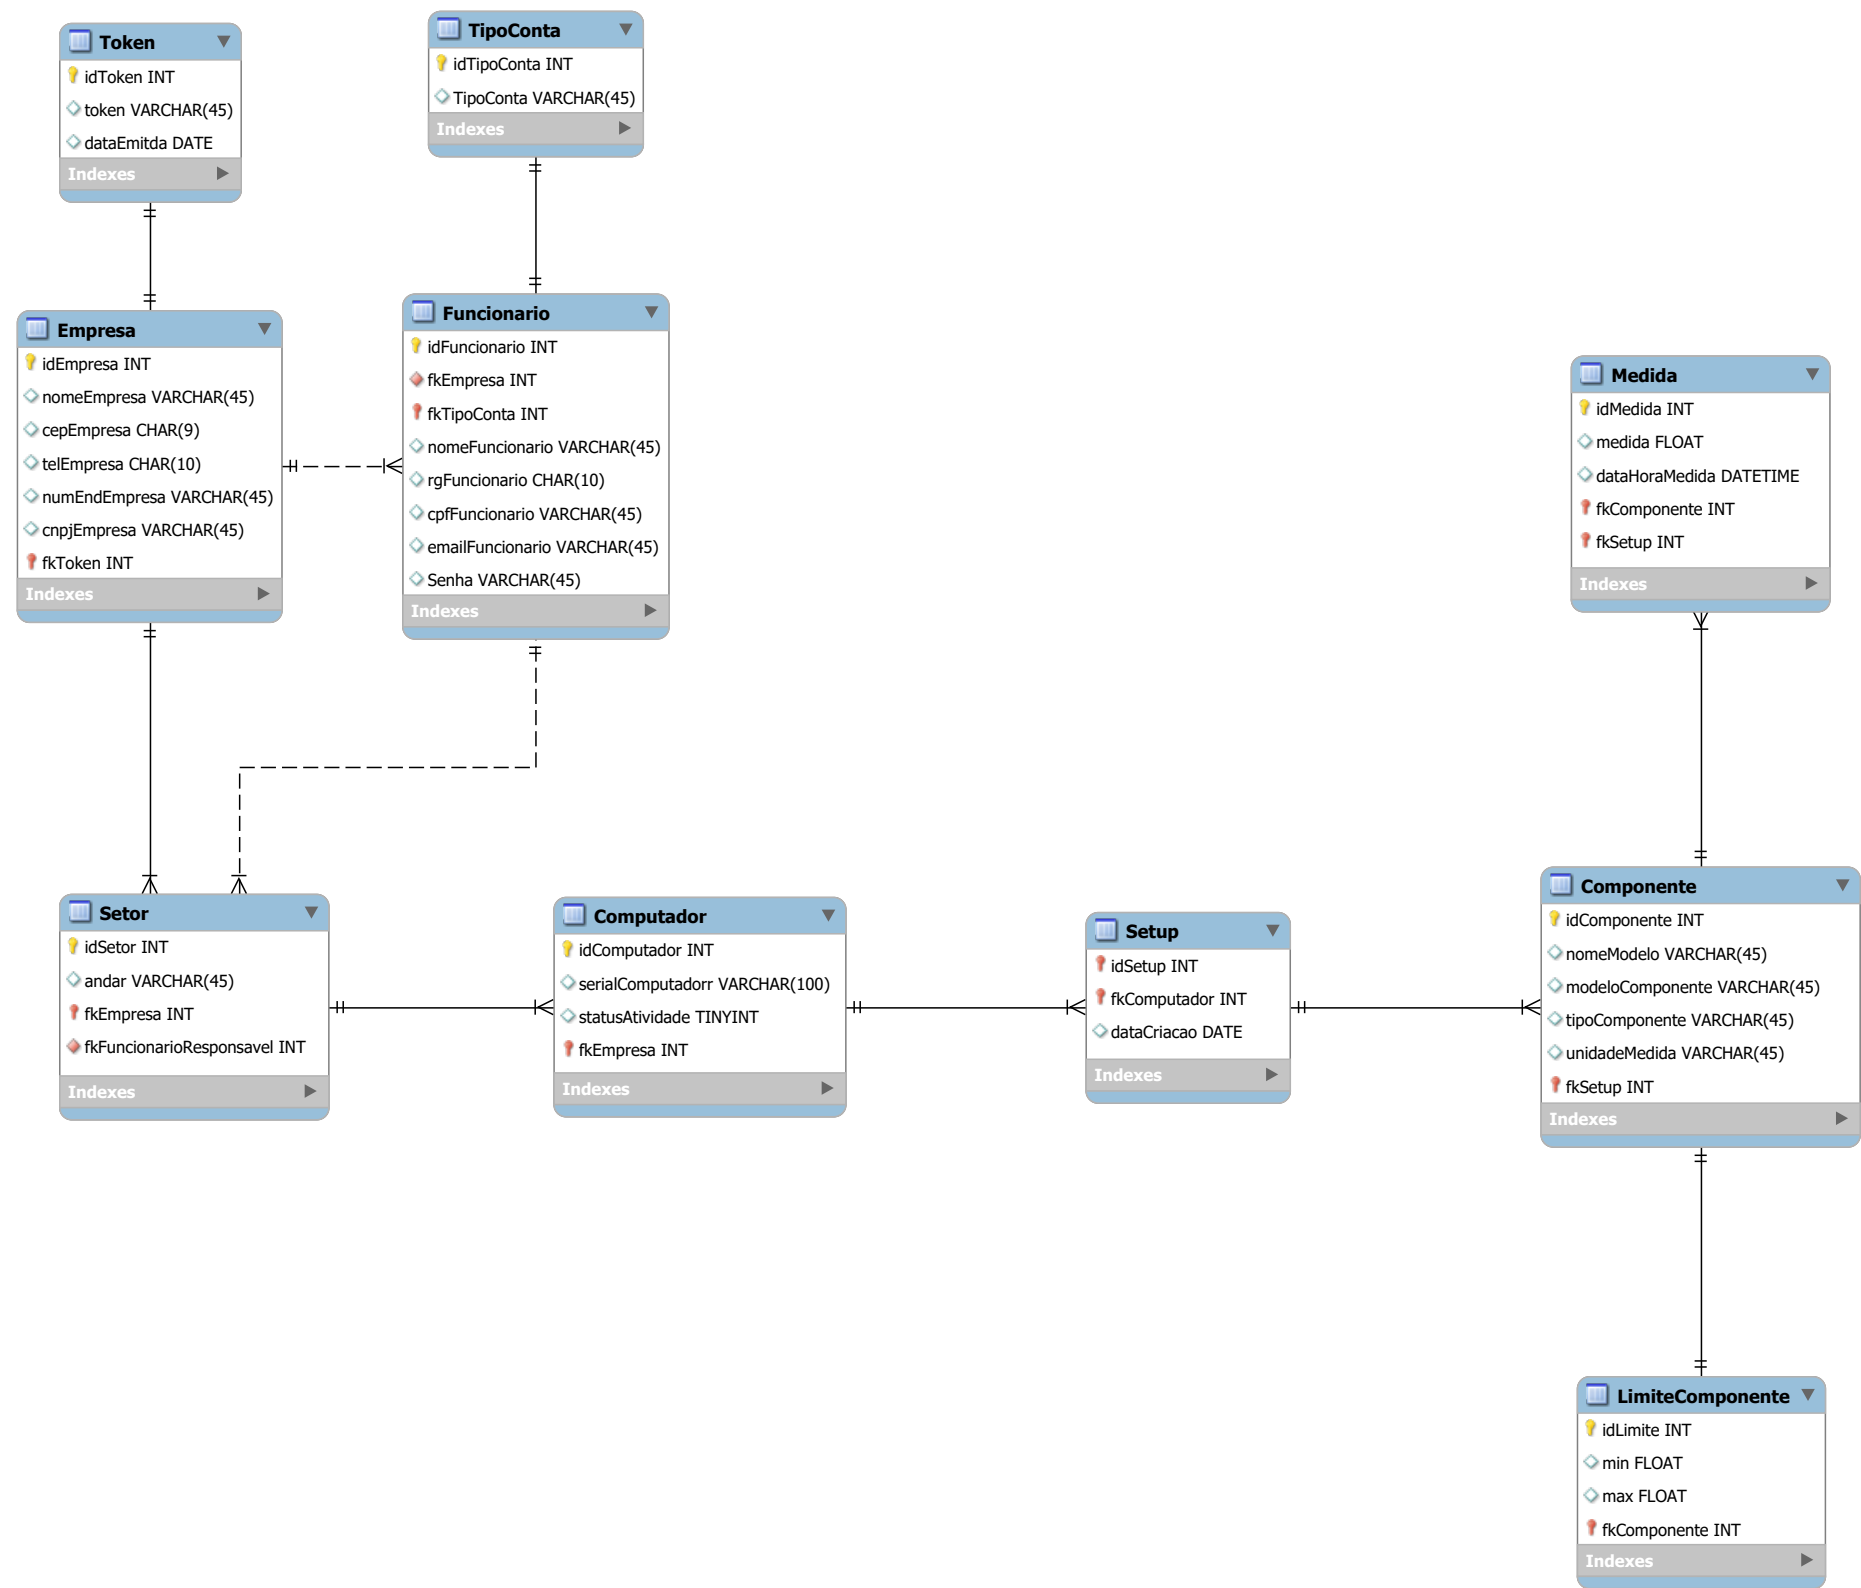 Token
idToken INT
token VARCHAR(45)
dataEmitda DATE
Indexes
TipoConta
idTipoConta INT
TipoConta VARCHAR(45)
Indexes
Empresa
idEmpresa INT
nomeEmpresa VARCHAR(45)
cepEmpresa CHAR(9)
telEmpresa CHAR(10)
numEndEmpresa VARCHAR(45)
cnpjEmpresa VARCHAR(45)
fkToken INT
Indexes
Funcionario
idFuncionario INT
fkEmpresa INT
fkTipoConta INT
nomeFuncionario VARCHAR(45)
rgFuncionario CHAR(10)
cpfFuncionario VARCHAR(45)
emailFuncionario VARCHAR(45)
Senha VARCHAR(45)
Indexes
Medida
idMedida INT
medida FLOAT
dataHoraMedida DATETIME
fkComponente INT
fkSetup INT
Indexes
Setor
idSetor INT
andar VARCHAR(45)
fkEmpresa INT
fkFuncionarioResponsavel INT
Indexes
Computador
idComputador INT
serialComputadorr VARCHAR(100)
statusAtividade TINYINT
fkEmpresa INT
Indexes
Setup
idSetup INT
fkComputador INT
dataCriacao DATE
Indexes
Componente
idComponente INT
nomeModelo VARCHAR(45)
modeloComponente VARCHAR(45)
tipoComponente VARCHAR(45)
unidadeMedida VARCHAR(45)
fkSetup INT
Indexes
LimiteComponente
idLimite INT
min FLOAT
max FLOAT
fkComponente INT
Indexes